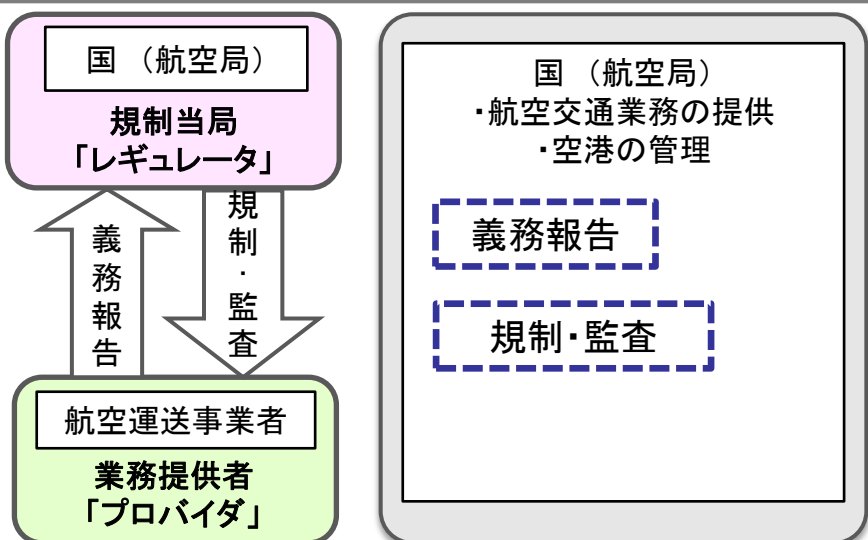 国 （航空局）
規制当局
「レギュレータ」
義務報告
規制・監査
航空運送事業者
業務提供者
「プロバイダ」
国 （航空局）
・航空交通業務の提供
・空港の管理
義務報告
規制・監査